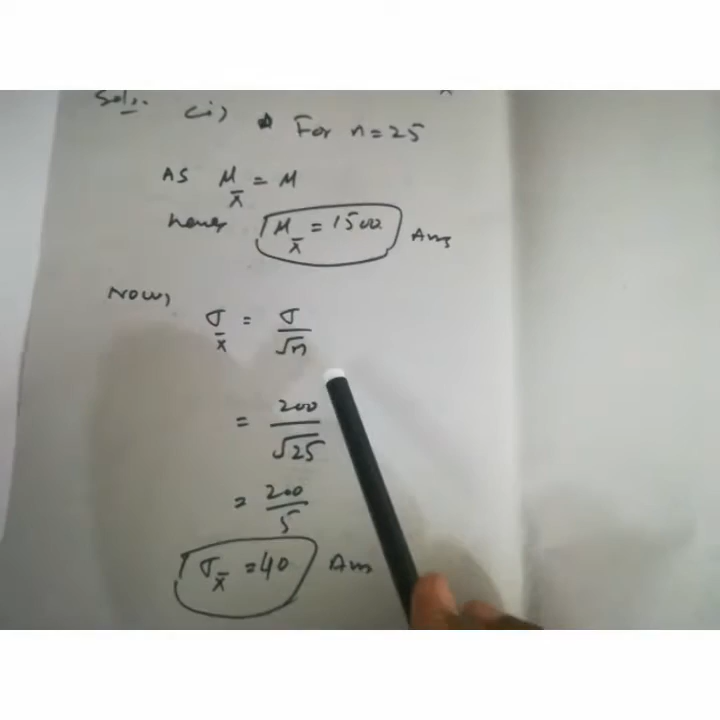 Sol:. (i) For n=25
AS μx̄ = μ
hence μx̄ = 1500 Ans
Now,
σx̄ = σ/√n
= 200/√25
= 200/5
σx̄ = 40 Ans